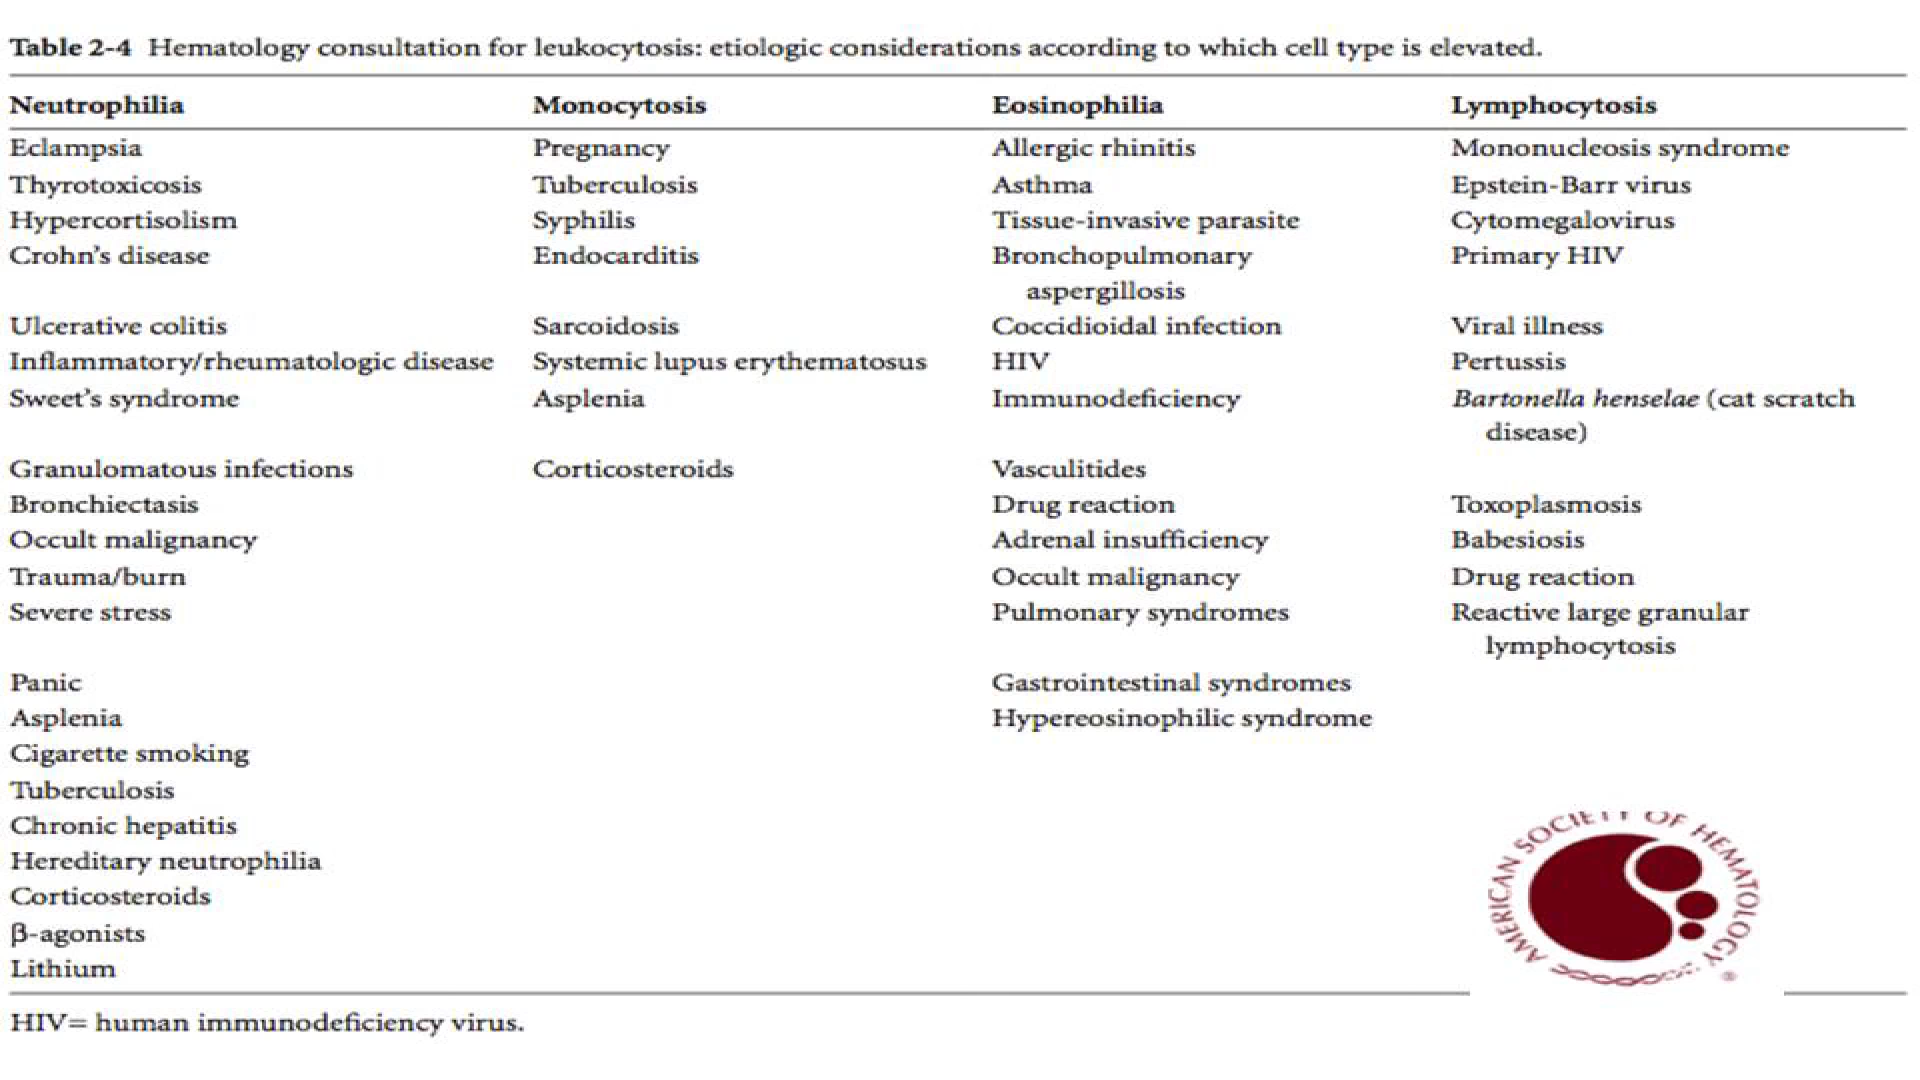 Table 2-4 Hematology consultation for leukocytosis: etiologic considerations according to which cell type is elevated.
Neutrophilia Monocytosis Eosinophilia Lymphocytosis
Eclampsia Pregnancy Allergic rhinitis Mononucleosis syndrome
Thyrotoxicosis Tuberculosis Asthma Epstein-Barr virus
Hypercortisolism Syphilis Tissue-invasive parasite Cytomegalovirus
Crohn's disease Endocarditis Bronchopulmonary Primary HIV
aspergillosis
Ulcerative colitis Sarcoidosis Coccidioidal infection Viral illness
Inflammatory/rheumatologic disease Systemic lupus erythematosus HIV Pertussis
Sweet's syndrome Asplenia Immunodeficiency Bartonella henselae (cat scratch
disease)
Granulomatous infections Corticosteroids Vasculitides
Bronchiectasis Drug reaction Toxoplasmosis
Occult malignancy Adrenal insufficiency Babesiosis
Trauma/burn Occult malignancy Drug reaction
Severe stress Pulmonary syndromes Reactive large granular
lymphocytosis
Panic Gastrointestinal syndromes
Asplenia Hypereosinophilic syndrome
Cigarette smoking
Tuberculosis
Chronic hepatitis
Hereditary neutrophilia
Corticosteroids
β-agonists
Lithium
AMERICAN SOCIETY OF HEMATOLOGY ®
HIV= human immunodeficiency virus.